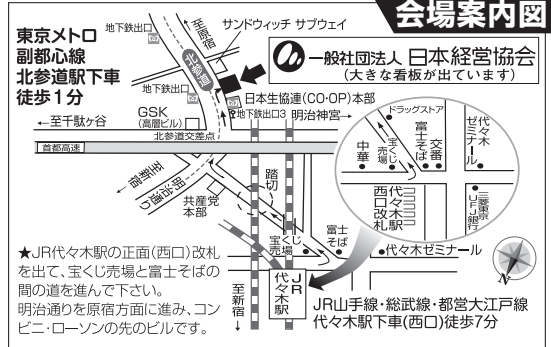 会場案内図
東京メトロ
副都心線
北参道駅下車
徒歩1分
地下鉄出口
至原宿
サンドウィッチ サブウェイ
北参道
一般社団法人 日本経営協会
(大きな看板が出ています)
地下鉄出口
日本生協連(CO・OP)本部
地下鉄出口3
明治神宮→
GSK
(高層ビル)
←至千駄ヶ谷
北参道交差点
首都高速
至新宿
明治通り
共産党
本部
踏切
ドラッグストア
中華
宝くじ
売場
富士そば
交番
代々木
ゼミナール
代々木駅
西口改札
三菱東京
UFJ銀行
宝くじ
売場
富士
そば
代々木ゼミナール
至新宿
JR
代々木駅
★JR代々木駅の正面(西口)改札
を出て、宝くじ売場と富士そばの
間の道を進んで下さい。
明治通りを原宿方面に進み、コン
ビニ・ローソンの先のビルです。
JR山手線・総武線・都営大江戸線
代々木駅下車(西口)徒歩7分